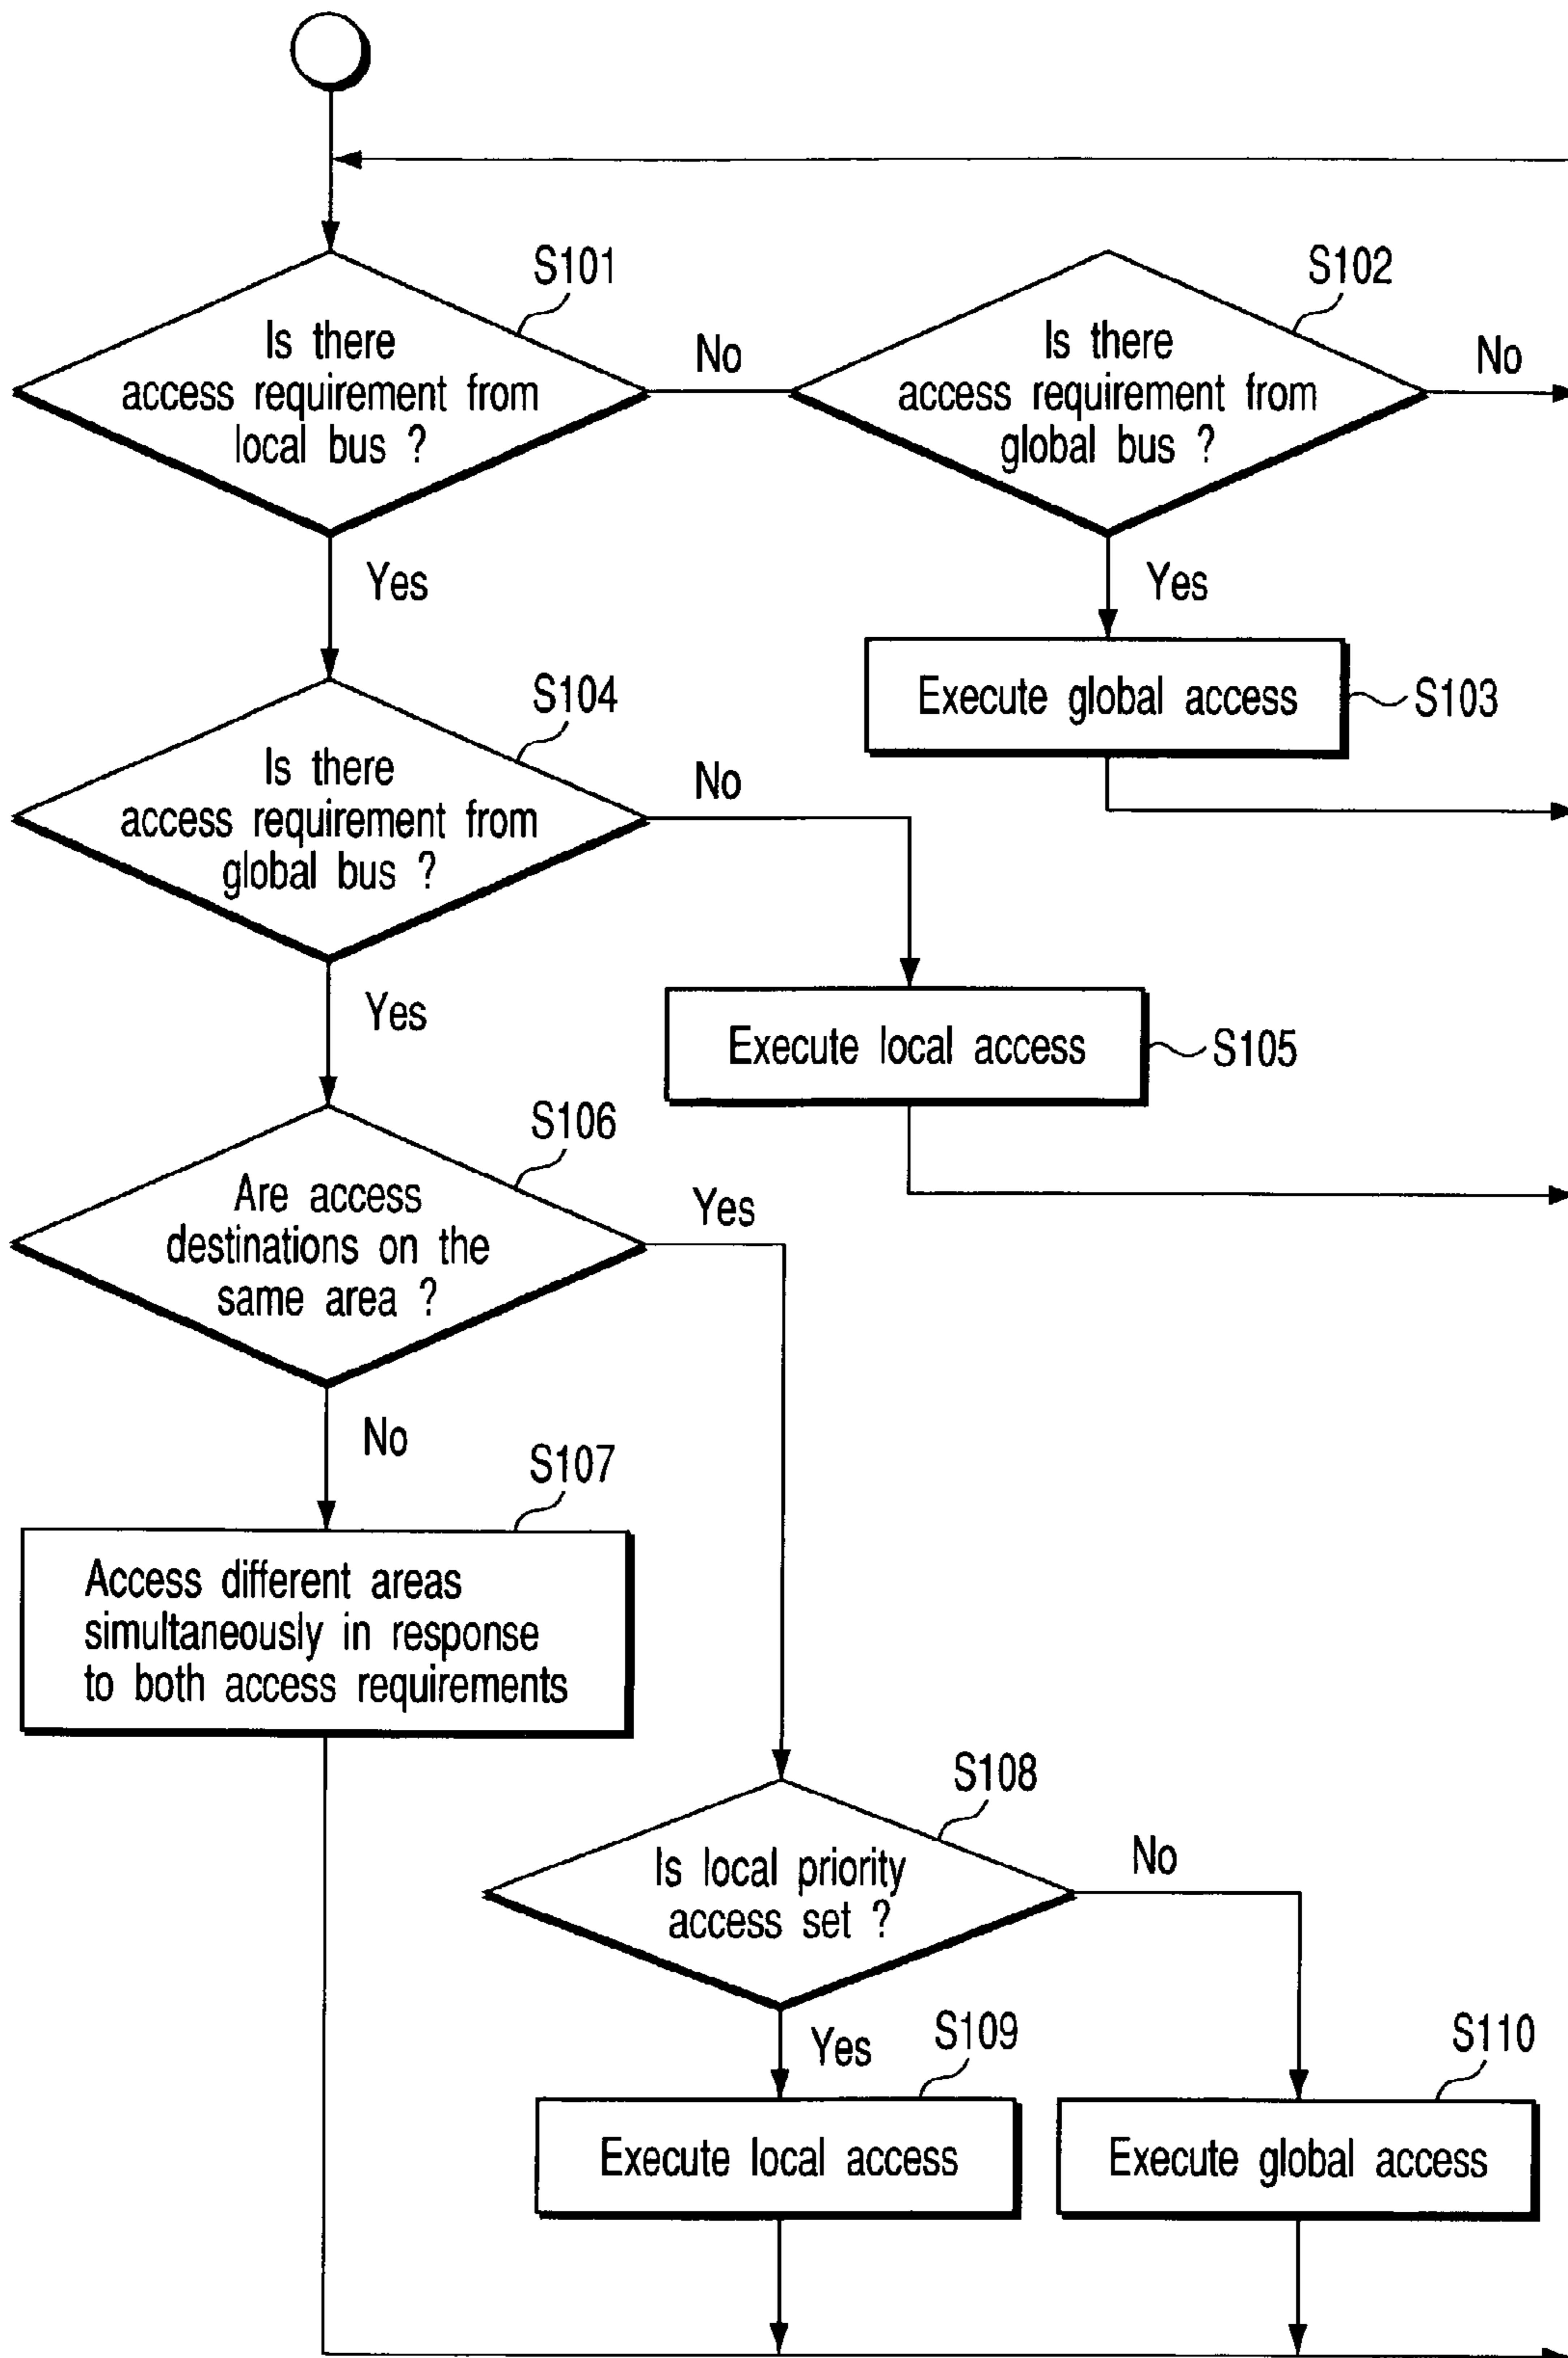 S101
Is there
access requirement from
local bus ?
No
S102
Is there
access requirement from
global bus ?
No
Yes
Yes
Execute global access
S103
S104
Is there
access requirement from
global bus ?
No
Yes
Execute local access
S105
S106
Are access
destinations on the
same area ?
Yes
No
S107
Access different areas
simultaneously in response
to both access requirements
S108
Is local priority
access set ?
No
Yes
S109
Execute local access
S110
Execute global access